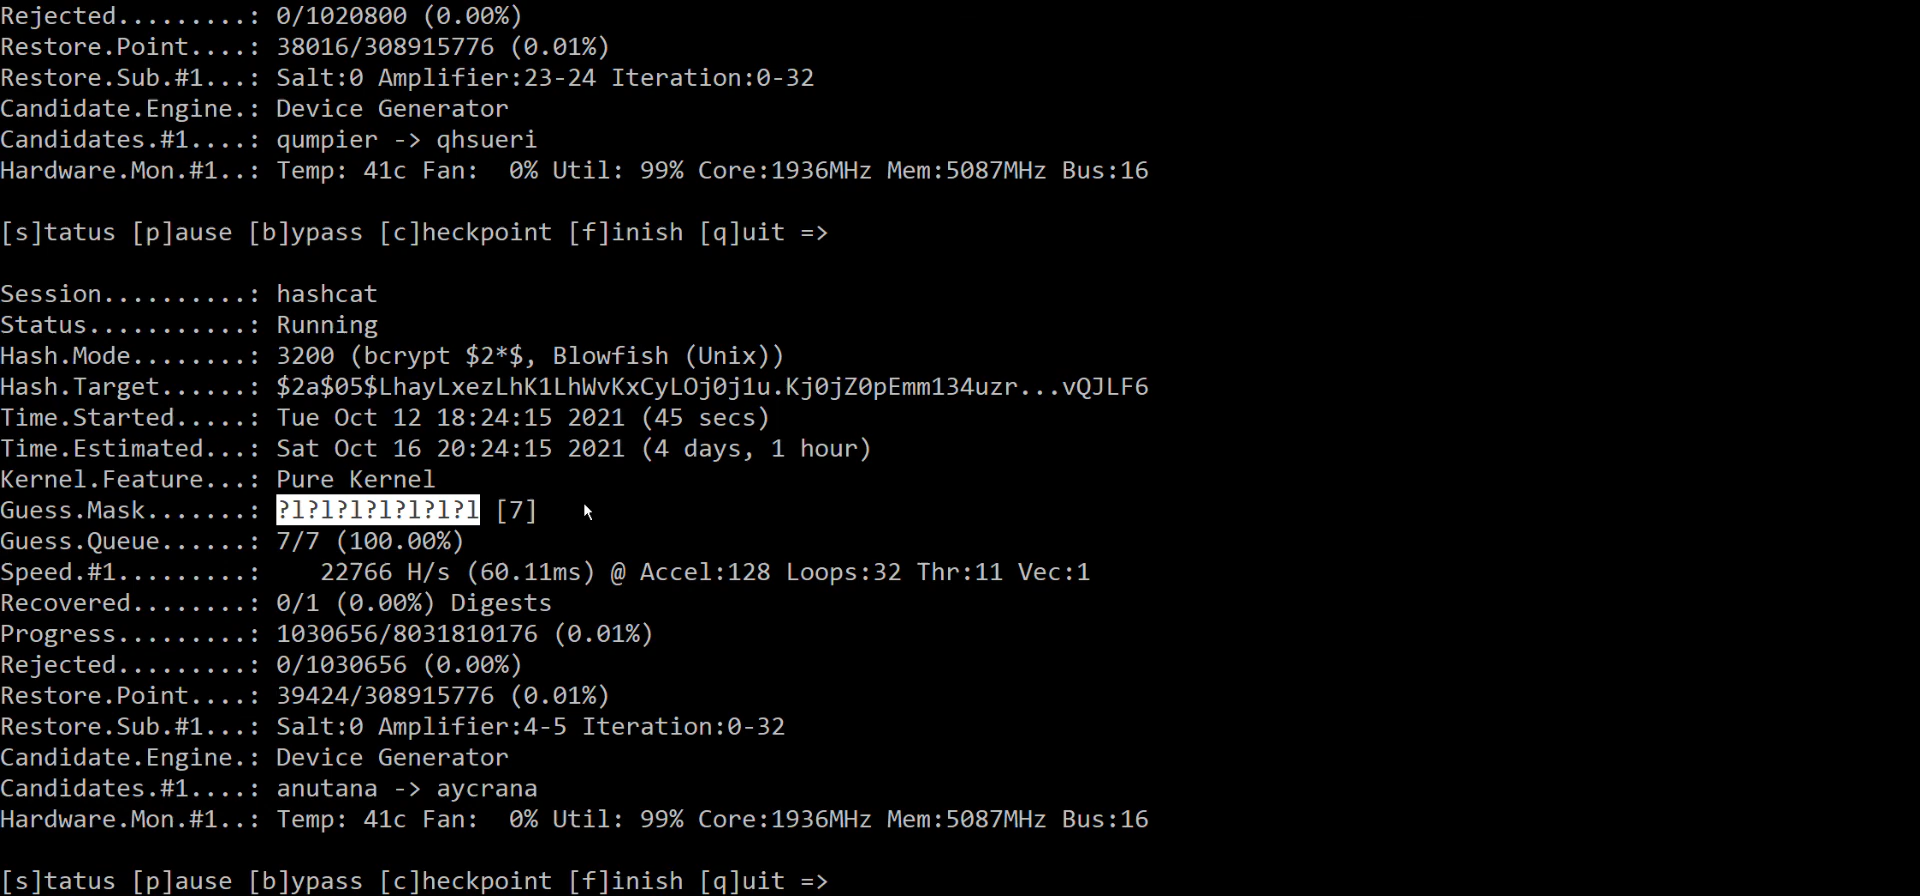 Rejected.........: 0/1020800 (0.00%)
Restore.Point....: 38016/308915776 (0.01%)
Restore.Sub.#1...: Salt:0 Amplifier:23-24 Iteration:0-32
Candidate.Engine.: Device Generator
Candidates.#1....: qumpier -> qhsueri
Hardware.Mon.#1..: Temp: 41c Fan:  0% Util: 99% Core:1936MHz Mem:5087MHz Bus:16
[s]tatus [p]ause [b]ypass [c]heckpoint [f]inish [q]uit =>
Session..........: hashcat
Status...........: Running
Hash.Mode........: 3200 (bcrypt $2*$, Blowfish (Unix))
Hash.Target......: $2a$05$LhayLxezLhK1LhWvKxCyLOj0j1u.Kj0jZ0pEmm134uzr...vQJLF6
Time.Started.....: Tue Oct 12 18:24:15 2021 (45 secs)
Time.Estimated...: Sat Oct 16 20:24:15 2021 (4 days, 1 hour)
Kernel.Feature...: Pure Kernel
Guess.Mask.......: ?l?l?l?l?l?l?l [7]
Guess.Queue......: 7/7 (100.00%)
Speed.#1.........:    22766 H/s (60.11ms) @ Accel:128 Loops:32 Thr:11 Vec:1
Recovered........: 0/1 (0.00%) Digests
Progress.........: 1030656/8031810176 (0.01%)
Rejected.........: 0/1030656 (0.00%)
Restore.Point....: 39424/308915776 (0.01%)
Restore.Sub.#1...: Salt:0 Amplifier:4-5 Iteration:0-32
Candidate.Engine.: Device Generator
Candidates.#1....: anutana -> aycrana
Hardware.Mon.#1..: Temp: 41c Fan:  0% Util: 99% Core:1936MHz Mem:5087MHz Bus:16
[s]tatus [p]ause [b]ypass [c]heckpoint [f]inish [q]uit =>